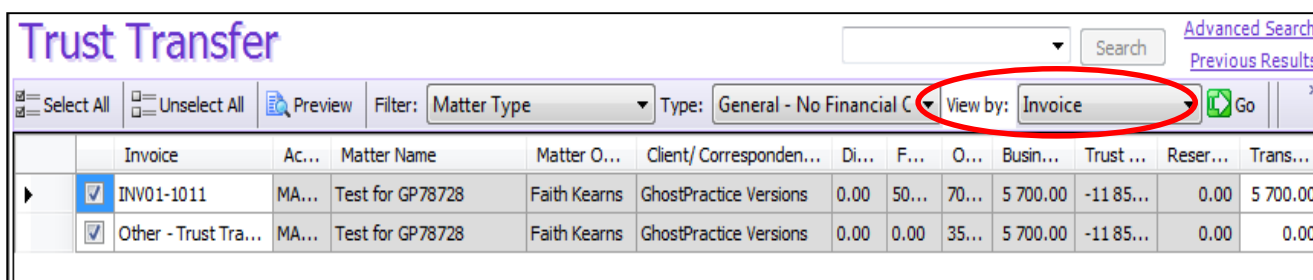 Trust Transfer
Search
Advanced Search
Previous Results
Select All Unselect All Preview Filter: Matter Type Type: General - No Financial C View by: Invoice Go
Invoice Ac... Matter Name Matter O... Client/ Corresponden... Di... F... O... Busin... Trust ... Reser... Trans...
INV01-1011 MA... Test for GP78728 Faith Kearns GhostPractice Versions 0.00 50... 70... 5 700.00 -11 85... 0.00 5 700.00
Other - Trust Tra... MA... Test for GP78728 Faith Kearns GhostPractice Versions 0.00 0.00 35... 5 700.00 -11 85... 0.00 0.00